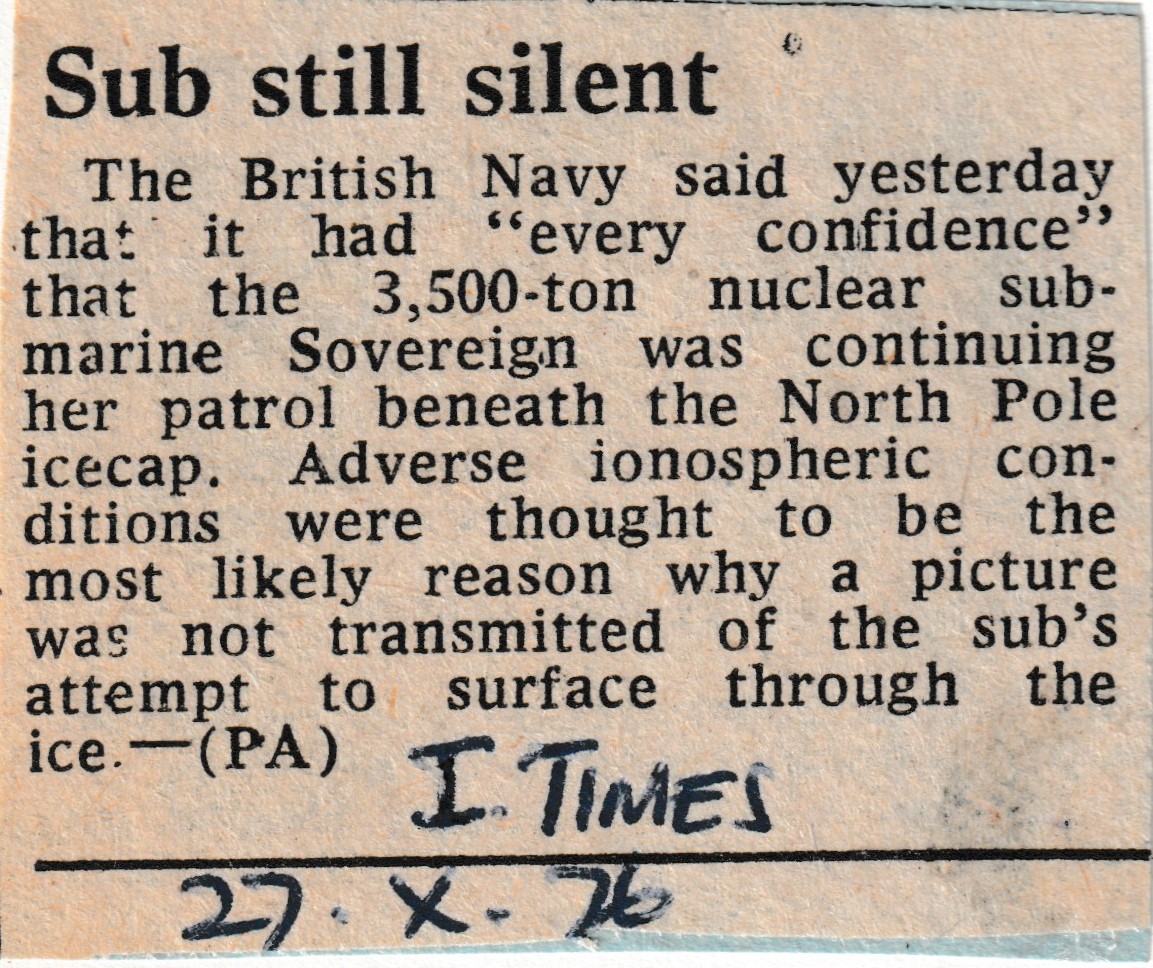 Sub still silent
The British Navy said yesterday
that it had “every confidence”
that the 3,500-ton nuclear sub-
marine Sovereign was continuing
her patrol beneath the North Pole
icecap. Adverse ionospheric con-
ditions were thought to be the
most likely reason why a picture
was not transmitted of the sub’s
attempt to surface through the
ice.—(PA)
I. TIMES
27. X. 76